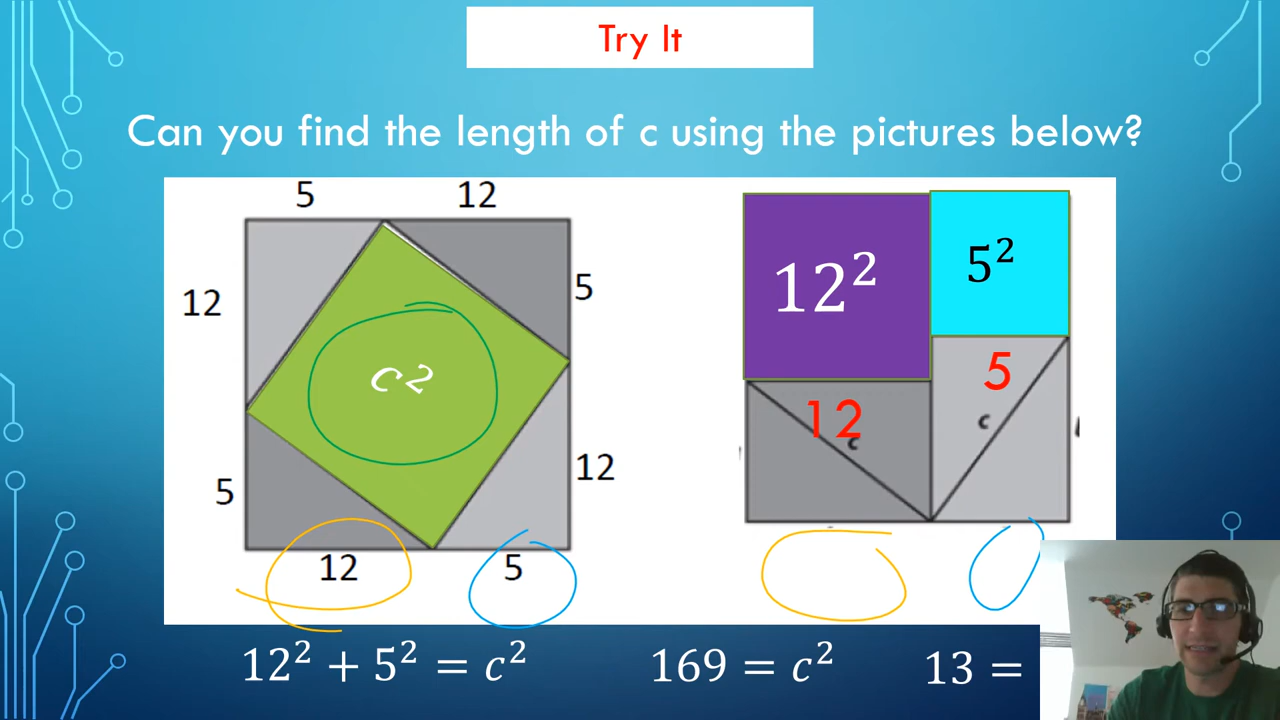 Try It
Can you find the length of c using the pictures below?
5 12
12 5
c²
5 12
12 5
12² 5²
5
12
c c
12² + 5² = c² 169 = c² 13 =